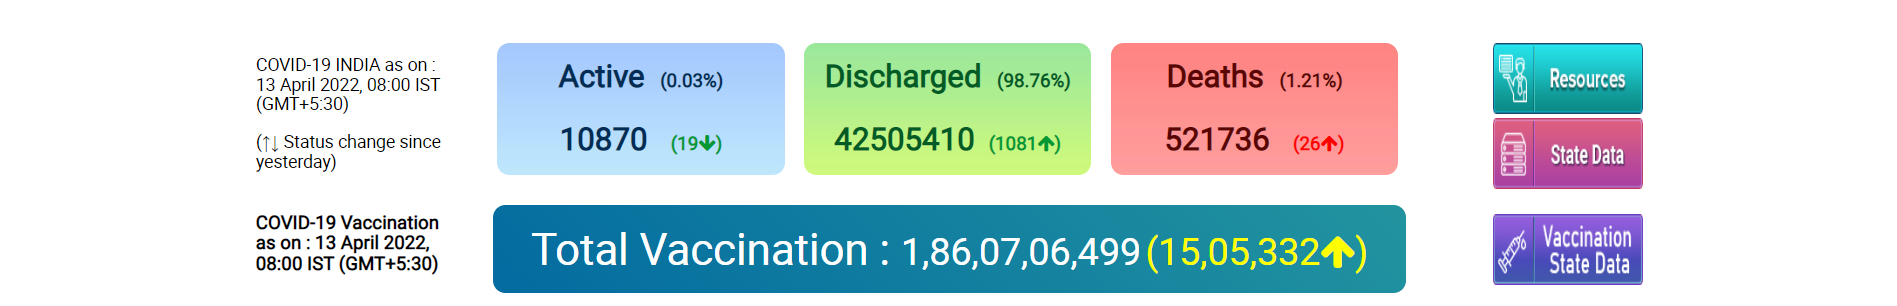 COVID-19 INDIA as on :
13 April 2022, 08:00 IST
(GMT+5:30)
(↑↓ Status change since
yesterday)
Active (0.03%)
10870 (19↓)
Discharged (98.76%)
42505410 (1081↑)
Deaths (1.21%)
521736 (26↑)
Resources
State Data
COVID-19 Vaccination
as on : 13 April 2022,
08:00 IST (GMT+5:30)
Total Vaccination : 1,86,07,06,499 (15,05,332↑)
Vaccination
State Data